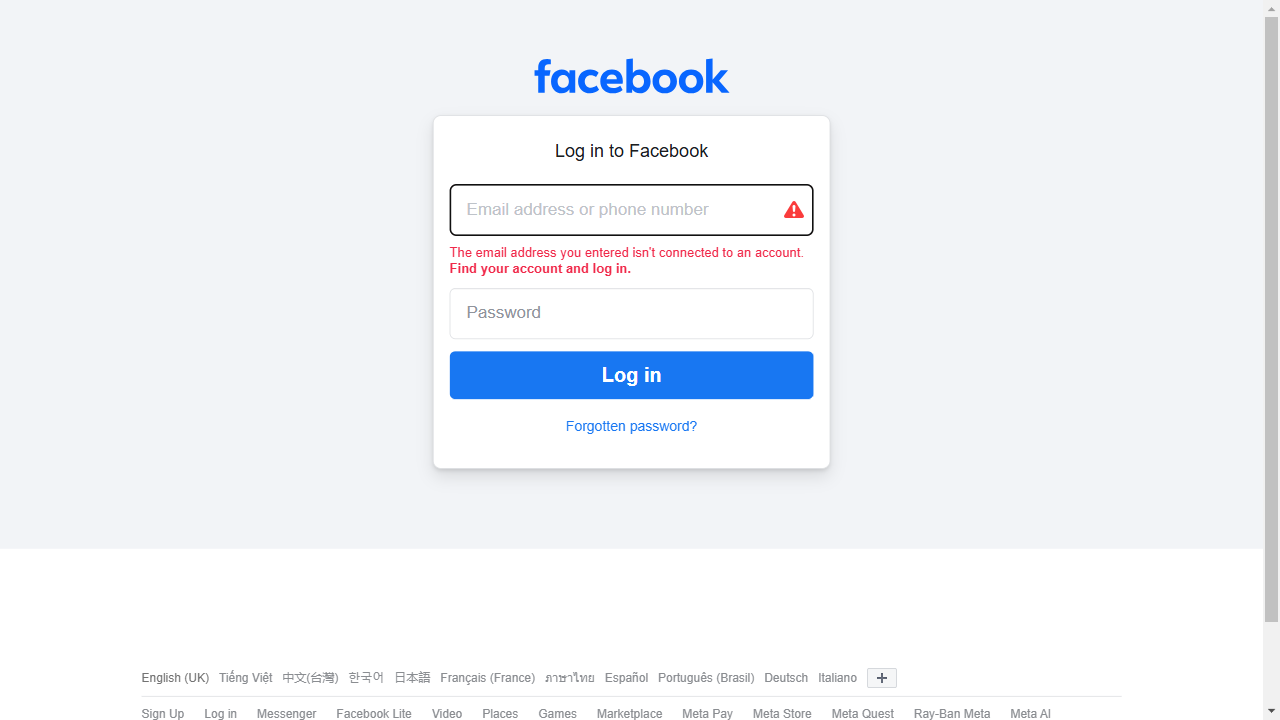 facebook
Log in to Facebook
Email address or phone number
The email address you entered isn't connected to an account.
Find your account and log in.
Password
Log in
Forgotten password?
English (UK) Tiếng Việt 中文(台灣) 한국어 日本語 Français (France) ภาษาไทย Español Português (Brasil) Deutsch Italiano
Sign Up Log in Messenger Facebook Lite Video Places Games Marketplace Meta Pay Meta Store Meta Quest Ray-Ban Meta Meta AI